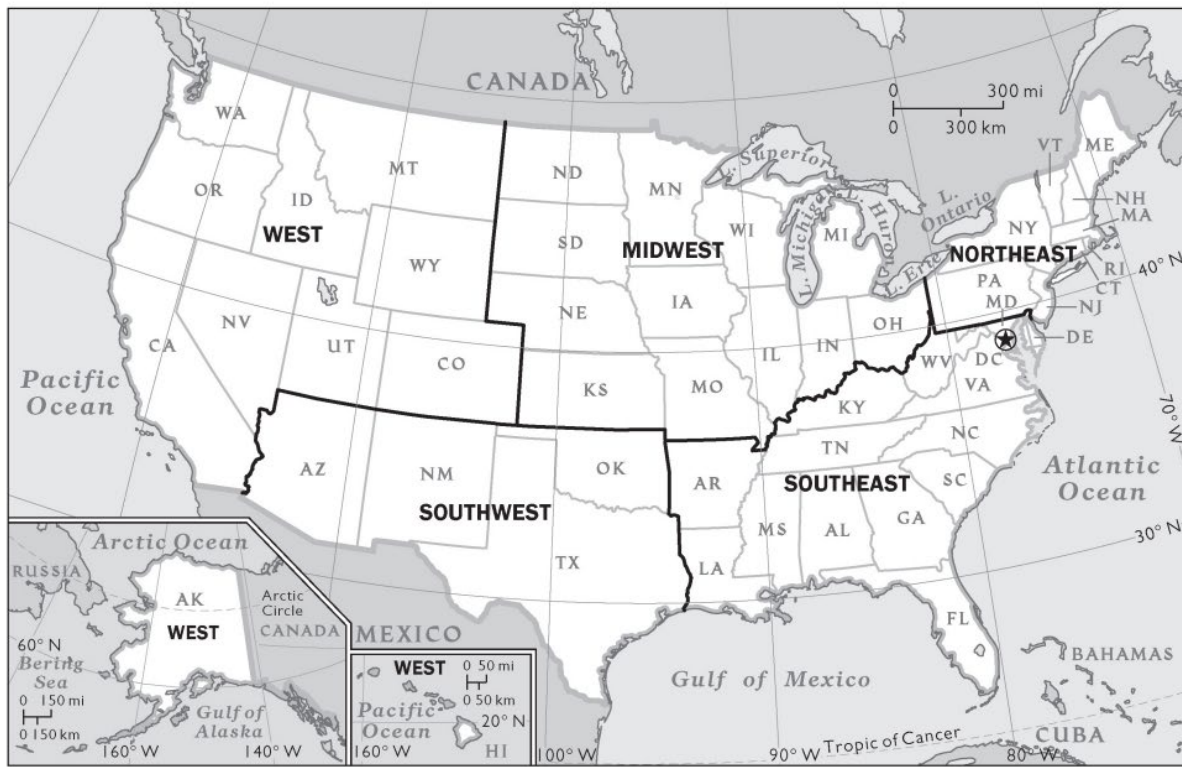 CANADA
0 300 mi
0 300 km
WA
MT
ND
MN
L. Superior
VT
ME
OR
ID
WEST
SD
MIDWEST
WI
L. Michigan
MI
L. Huron
L. Ontario
NY
NH
MA
NORTHEAST
WY
L. Erie
PA
RI
CT
40° N
NE
IA
MD
NJ
NV
UT
CO
CA
IL
IN
OH
WV
DC
DE
VA
Pacific
Ocean
KS
MO
KY
70° W
TN
NC
AZ
NM
OK
AR
SOUTHEAST
SC
Atlantic
Ocean
SOUTHWEST
MS
AL
GA
30° N
TX
LA
FL
Arctic Ocean
RUSSIA
AK
Arctic
Circle
WEST
CANADA
60° N
Bering
Sea
0 150 mi
0 150 km
Gulf of
Alaska
160° W
140° W
MEXICO
WEST
0 50 mi
0 50 km
Pacific
Ocean
20° N
160° W
HI
100° W
Gulf of Mexico
BAHAMAS
90° W
Tropic of Cancer
80° W
CUBA